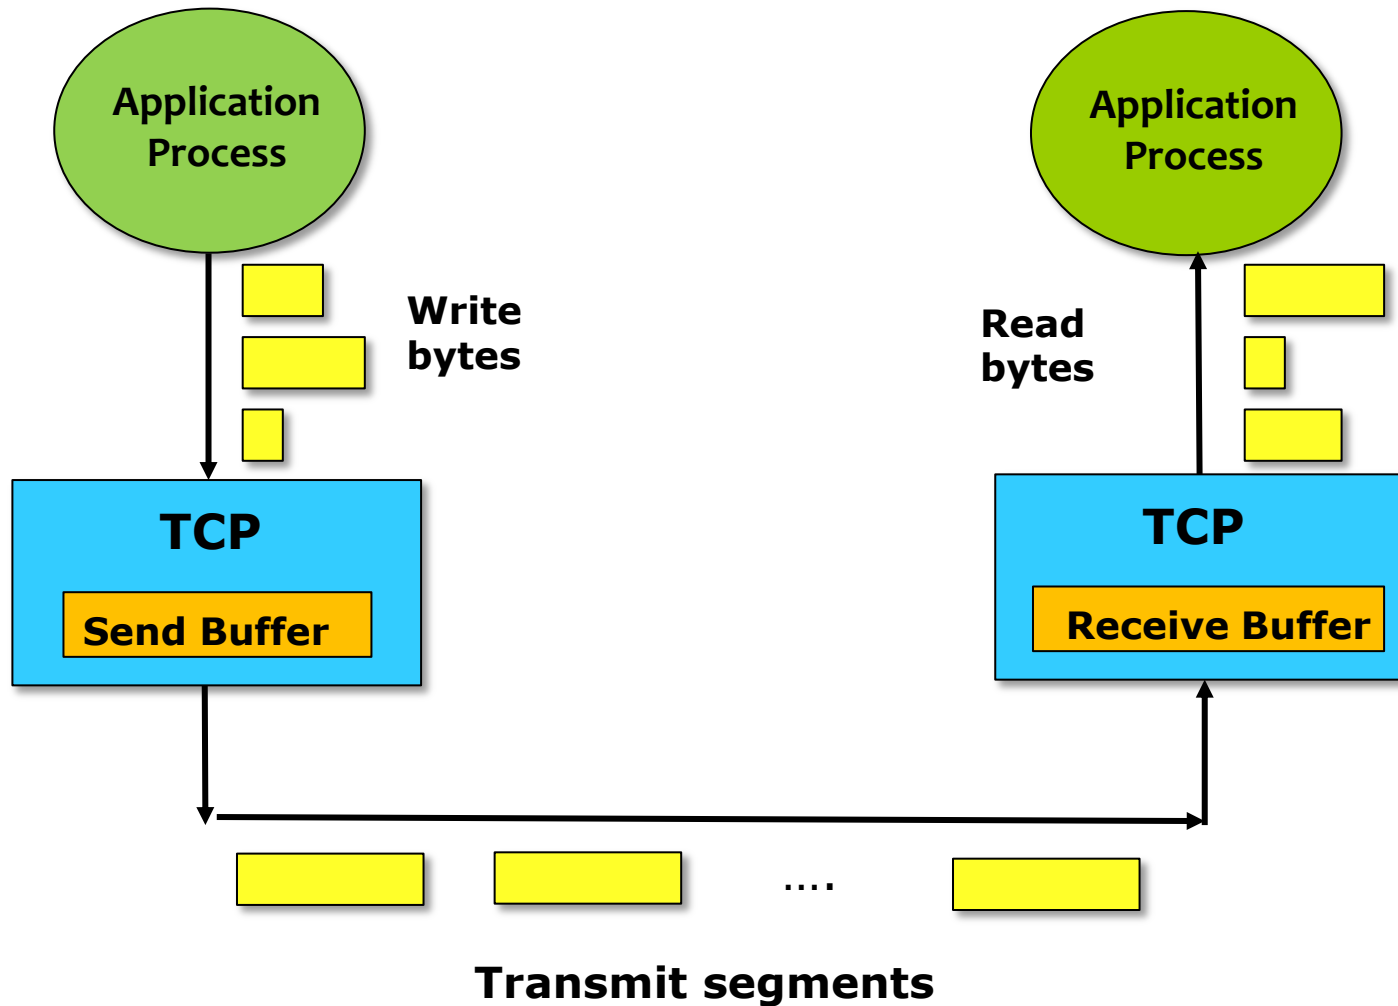 Application
Process
Application
Process
Write
bytes
Read
bytes
TCP
Send Buffer
TCP
Receive Buffer
....
Transmit segments